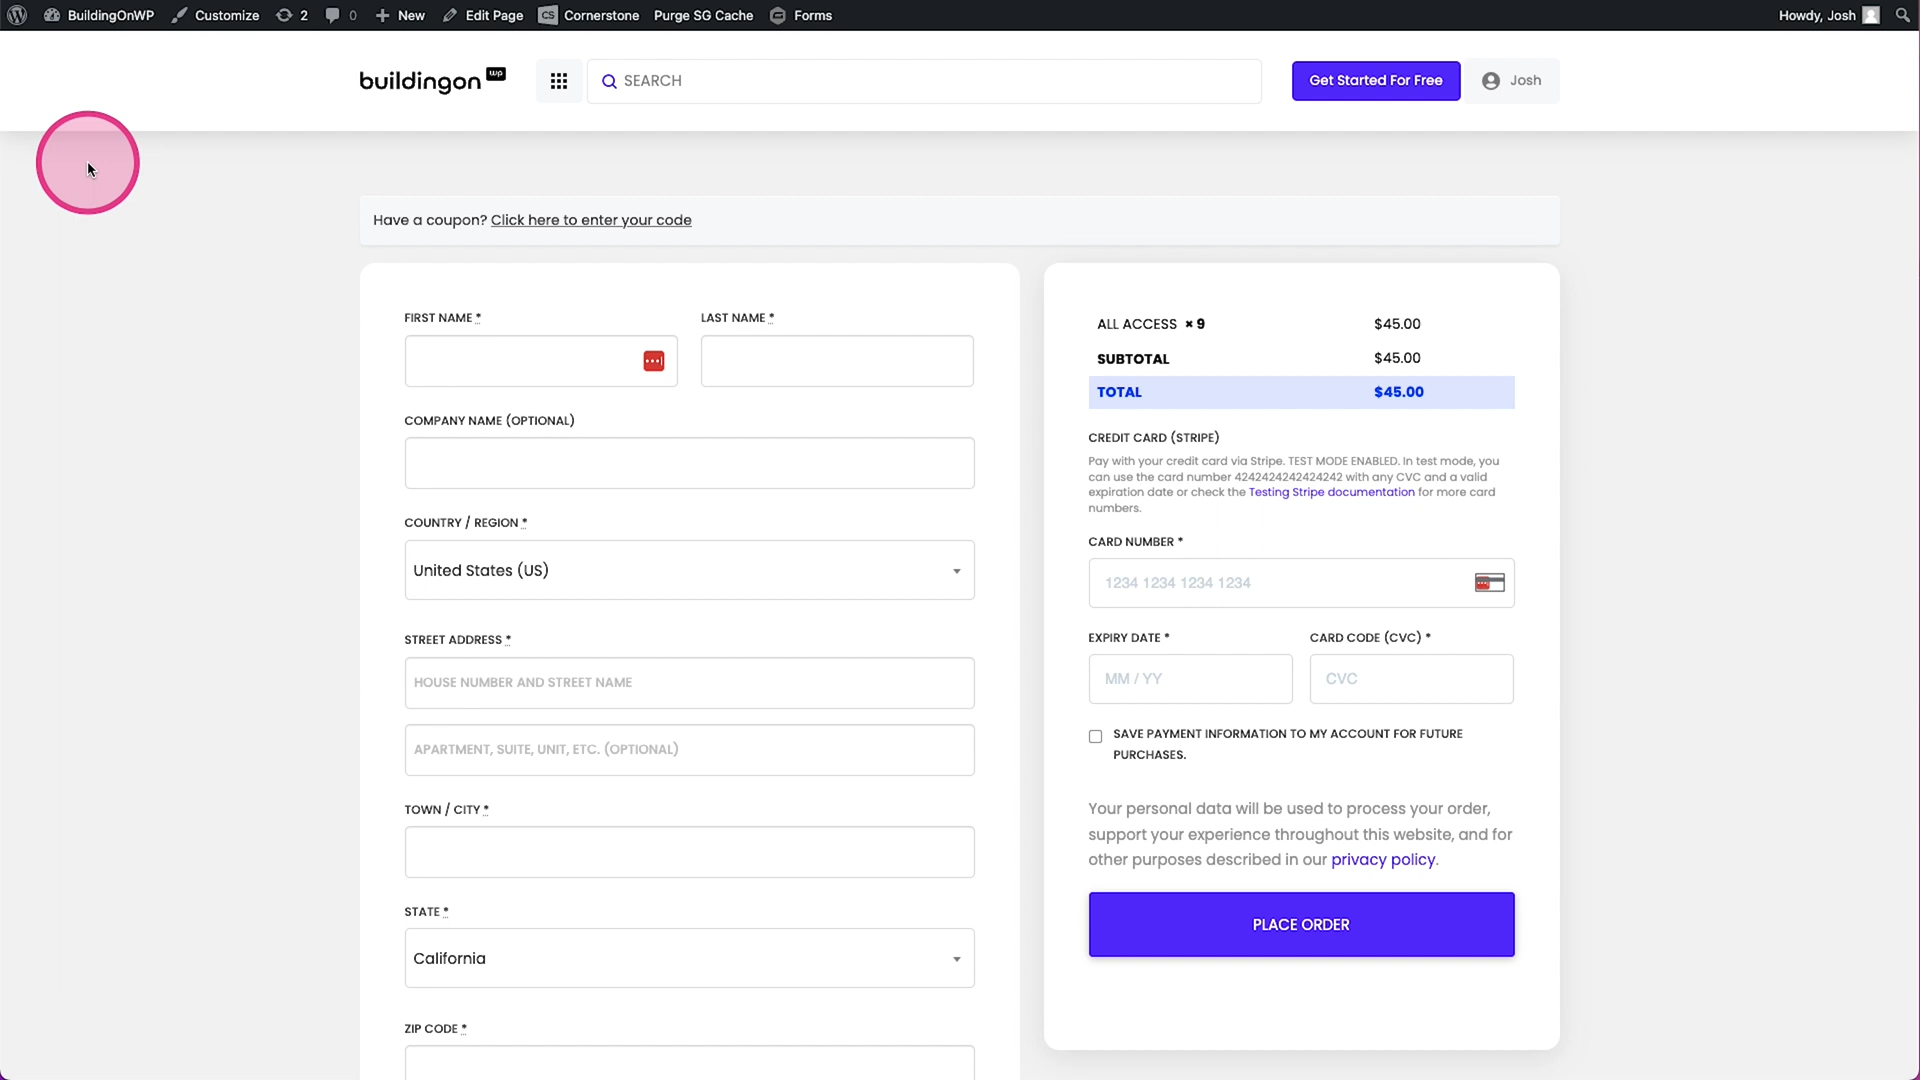 BuildingOnWP Customize 2 0 New Edit Page CS Cornerstone Purge SG Cache Forms Howdy, Josh
buildingon wp SEARCH Get Started For Free Josh
Have a coupon? Click here to enter your code
FIRST NAME * LAST NAME *
COMPANY NAME (OPTIONAL)
COUNTRY / REGION *
United States (US)
STREET ADDRESS *
HOUSE NUMBER AND STREET NAME
APARTMENT, SUITE, UNIT, ETC. (OPTIONAL)
TOWN / CITY *
STATE *
California
ZIP CODE *
ALL ACCESS × 9 $45.00
SUBTOTAL $45.00
TOTAL $45.00
CREDIT CARD (STRIPE)
Pay with your credit card via Stripe. TEST MODE ENABLED. In test mode, you
can use the card number 4242424242424242 with any CVC and a valid
expiration date or check the Testing Stripe documentation for more card
numbers.
CARD NUMBER *
1234 1234 1234 1234
EXPIRY DATE * CARD CODE (CVC) *
MM / YY CVC
SAVE PAYMENT INFORMATION TO MY ACCOUNT FOR FUTURE
PURCHASES.
Your personal data will be used to process your order,
support your experience throughout this website, and for
other purposes described in our privacy policy.
PLACE ORDER